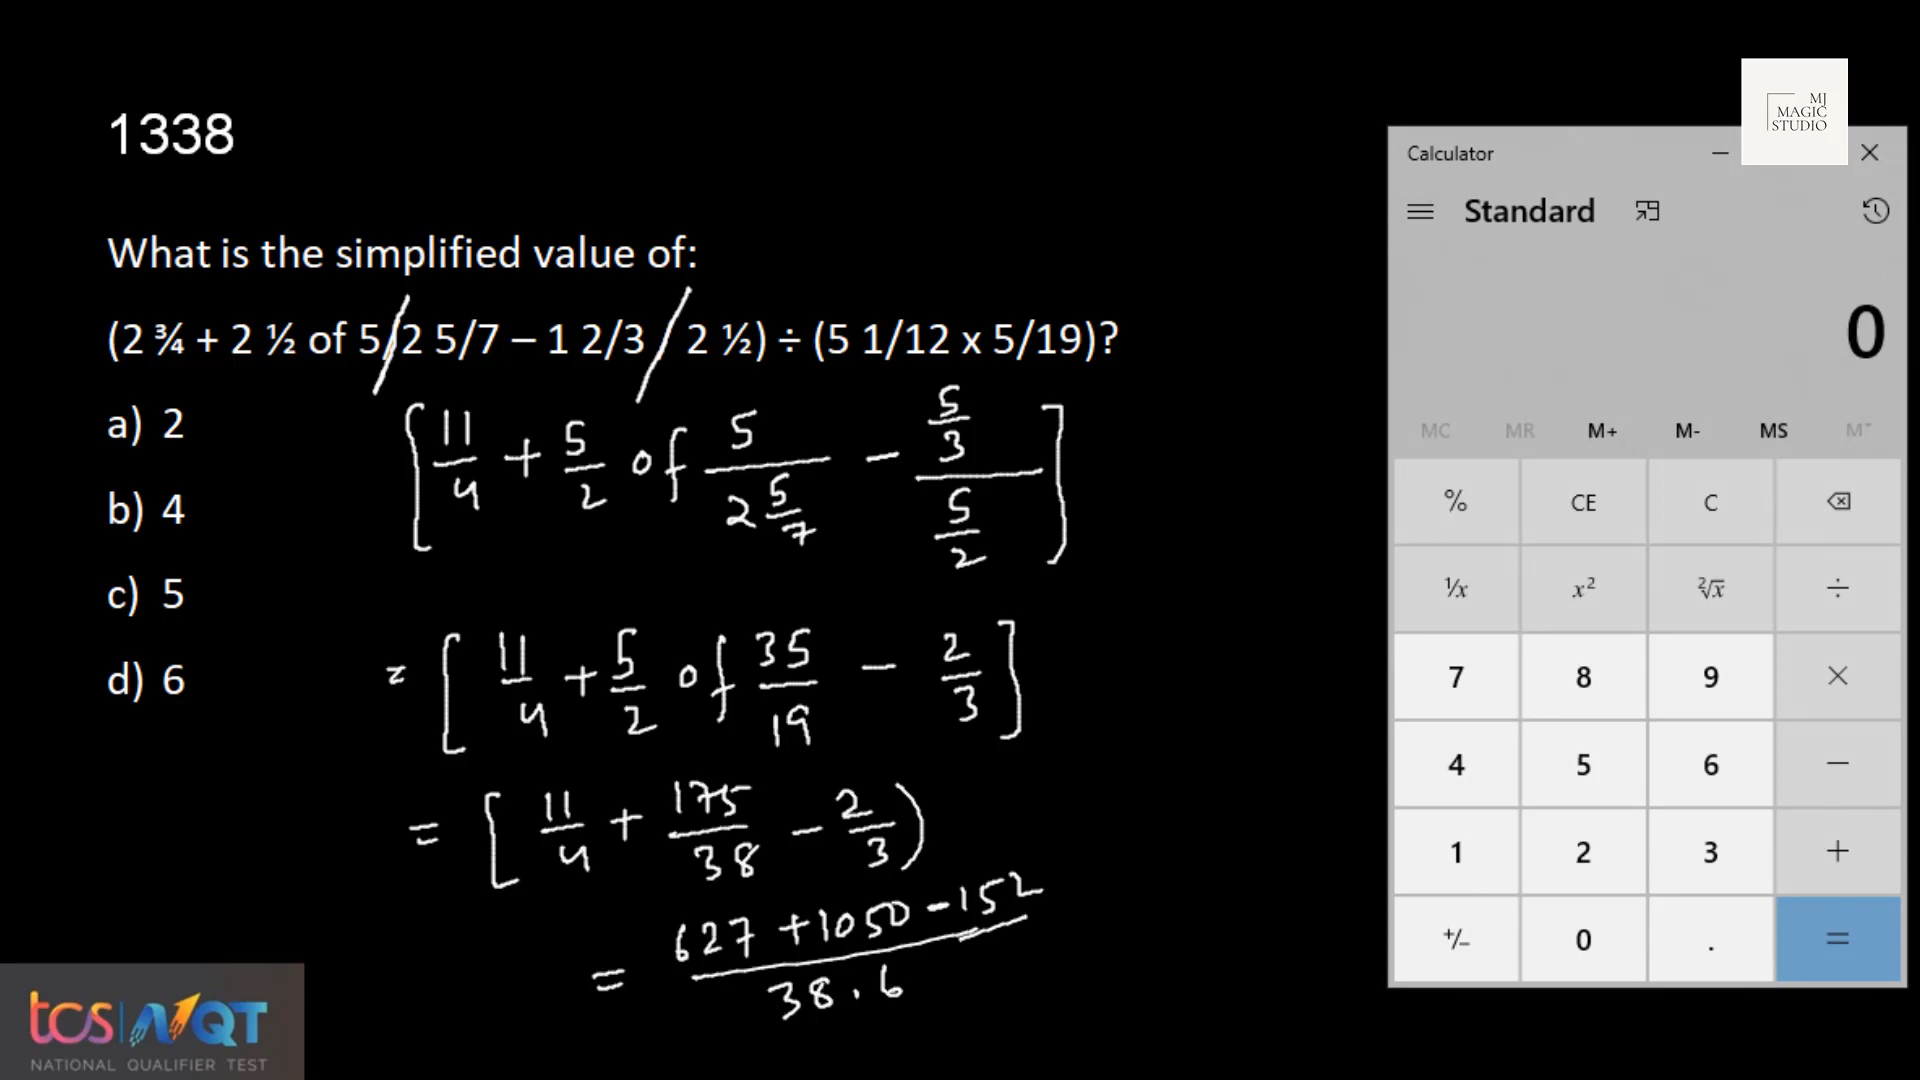 1338
What is the simplified value of:
(2 ¾ + 2 ½ of 5/2 5/7 – 1 2/3 / 2 ½) ÷ (5 1/12 x 5/19)?
a) 2
b) 4
c) 5
d) 6
[11/4 + 5/2 of 5/(2 5/7) − (5/3)/(5/2)]
= [11/4 + 5/2 of 35/19 − 2/3]
= [11/4 + 175/38 − 2/3)
= (627 + 1050 − 152)/(38 . 6)
tcs | NQT
NATIONAL QUALIFIER TEST
MJ
MAGIC
STUDIO
Calculator
Standard
0
MC MR M+ M- MS M˅
% CE C
¹/x x² ²√x ÷
7 8 9 ×
4 5 6 −
1 2 3 +
+/− 0 . =